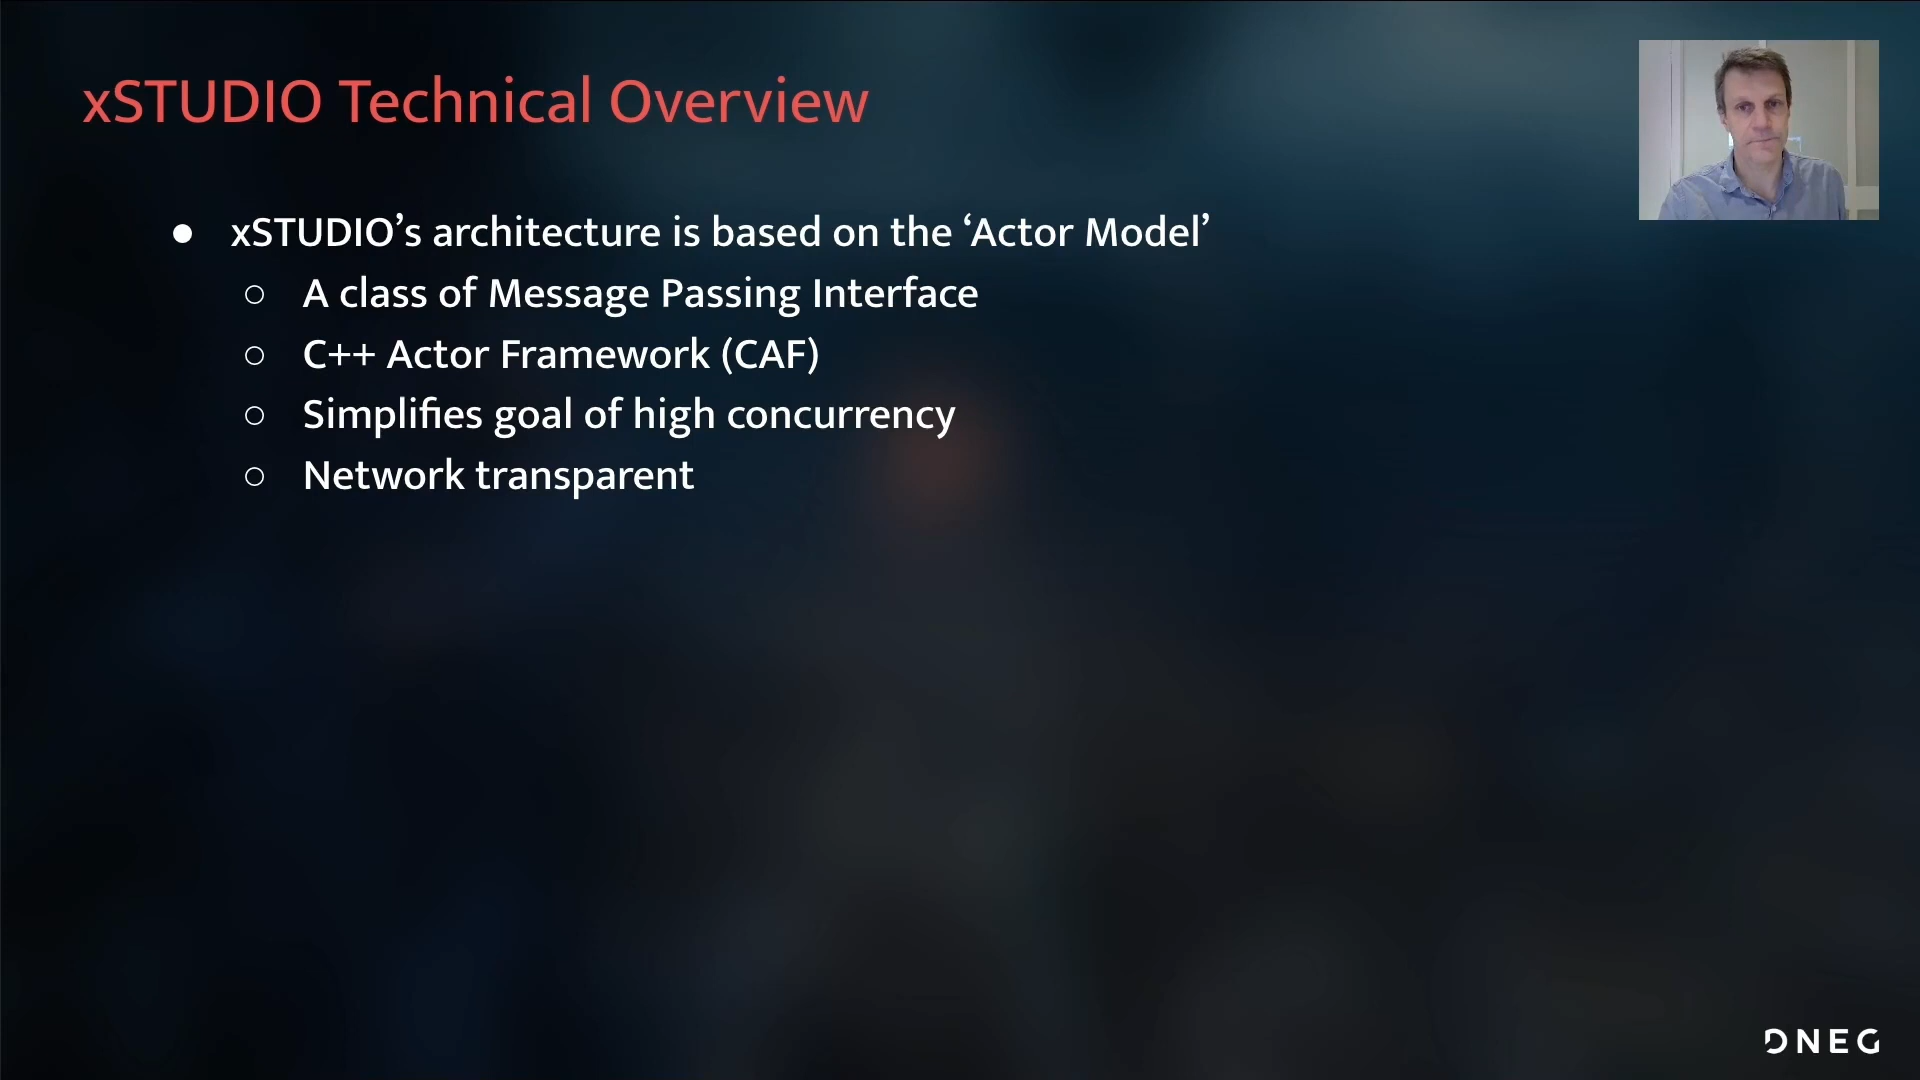 xSTUDIO Technical Overview
● xSTUDIO’s architecture is based on the ‘Actor Model’
○ A class of Message Passing Interface
○ C++ Actor Framework (CAF)
○ Simplifies goal of high concurrency
○ Network transparent
DNEG